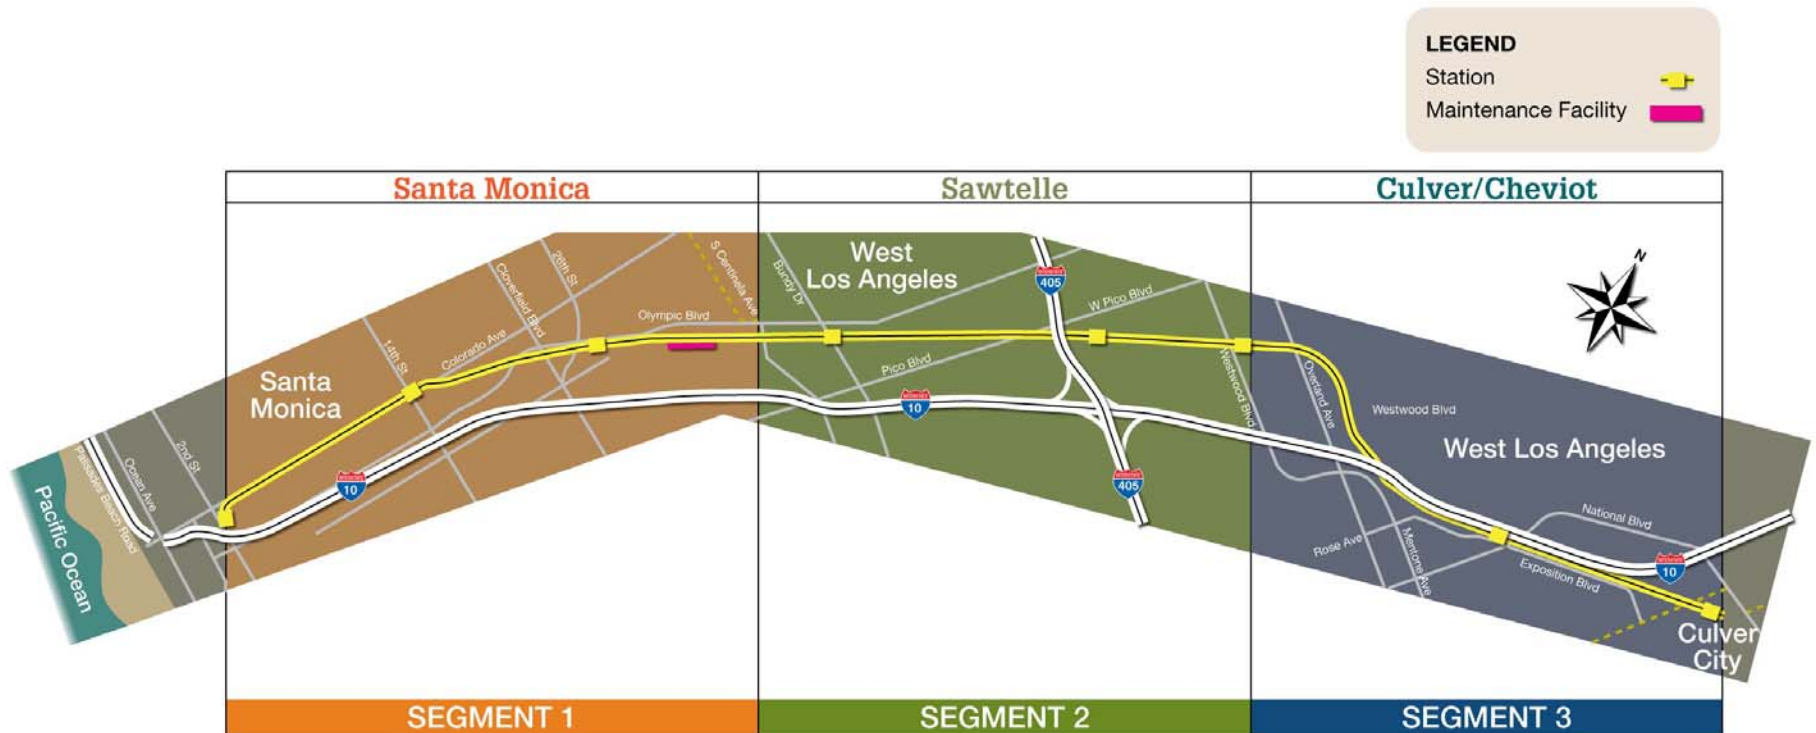 LEGEND
Station
Maintenance Facility
Santa Monica
Sawtelle
Culver/Cheviot
N
West
Los Angeles
S Centinela Ave
Bundy Dr
26th St
Cloverfield Blvd
405
W Pico Blvd
Olympic Blvd
Colorado Ave
14th St
Pico Blvd
Santa
Monica
10
Westwood Blvd
Overland Ave
Westwood Blvd
West Los Angeles
2nd St
Ocean Ave
Palisades Beach Road
Pacific Ocean
10
405
National Blvd
Rose Ave
Mentone Ave
Exposition Blvd
10
Culver
City
SEGMENT 1
SEGMENT 2
SEGMENT 3